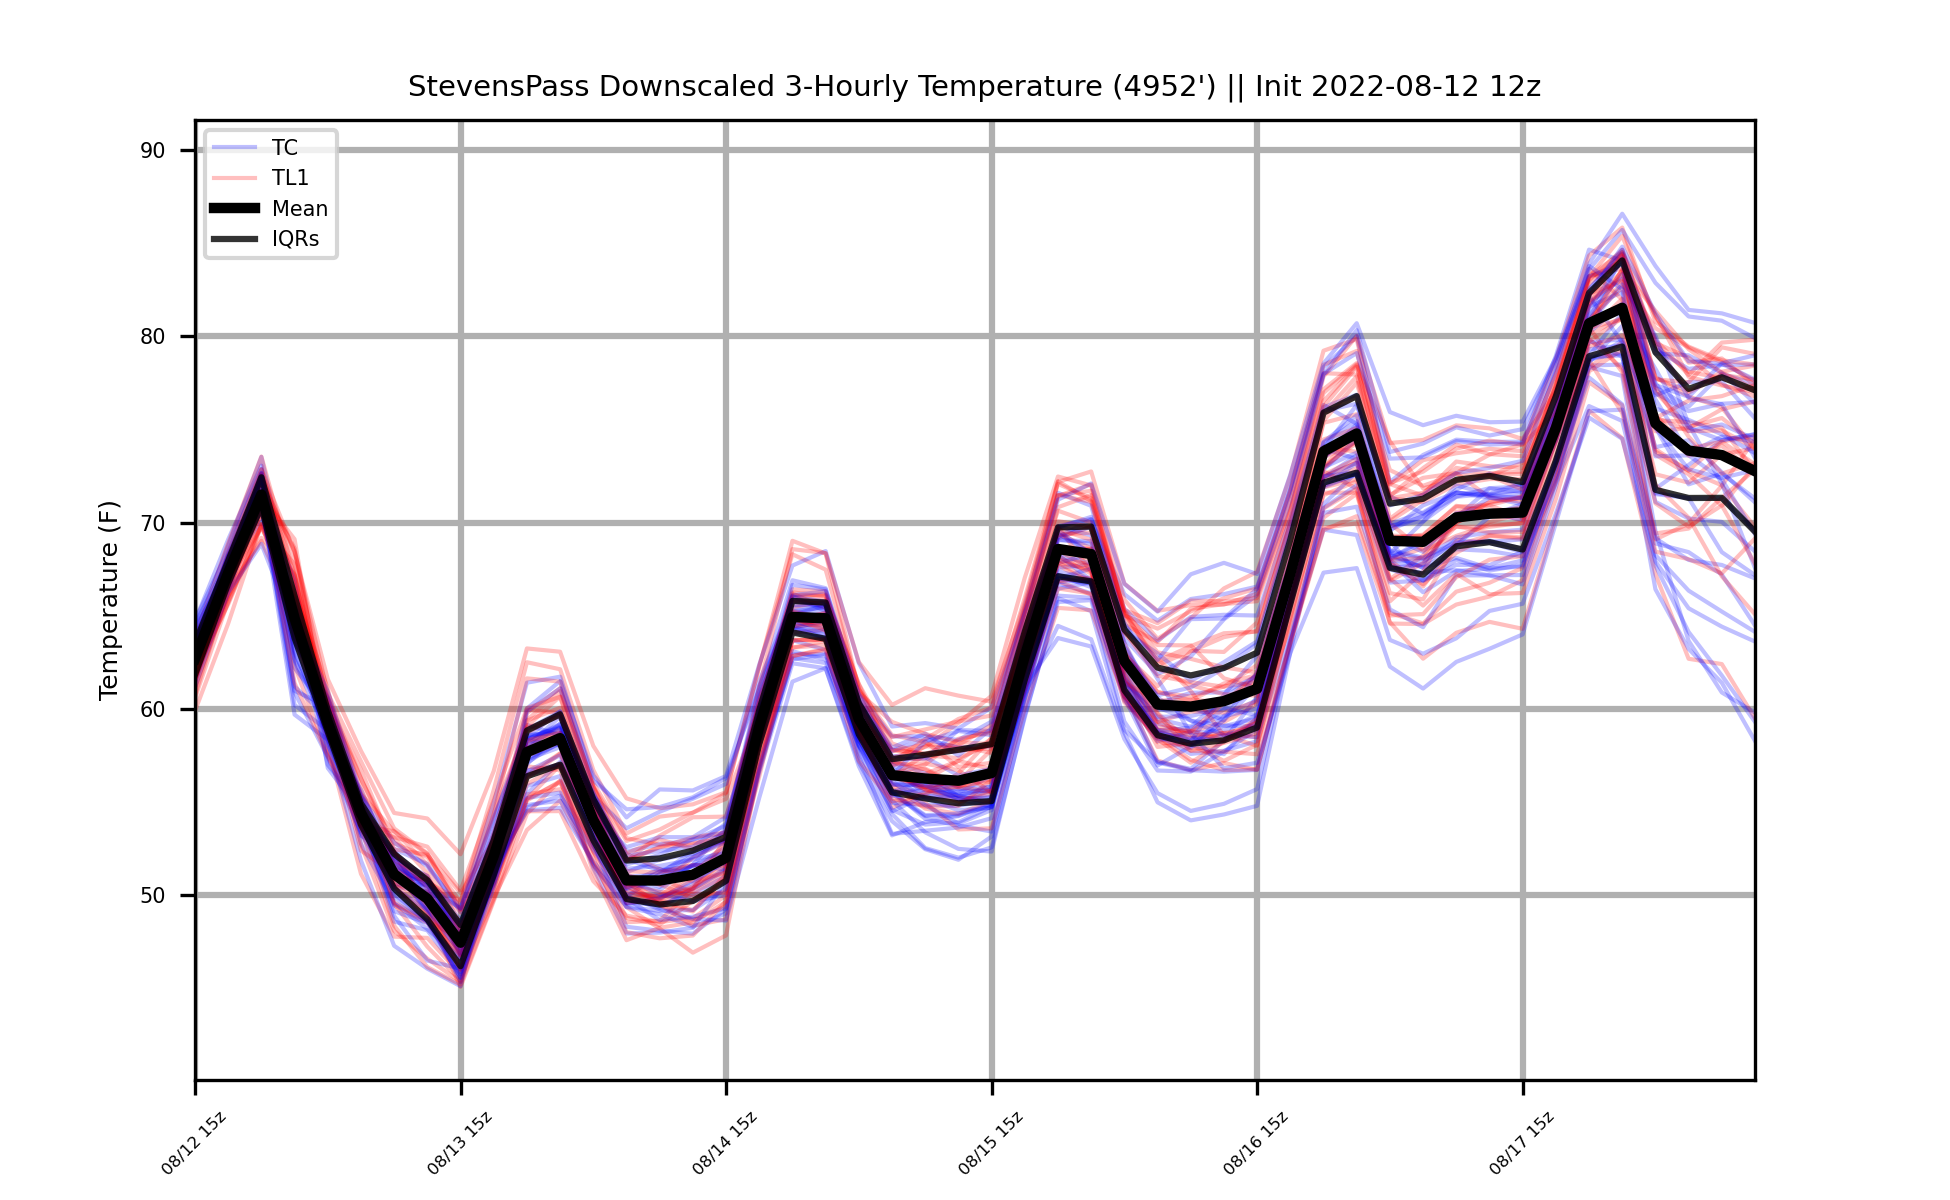 StevensPass Downscaled 3-Hourly Temperature (4952') || Init 2022-08-12 12z
TC
TL1
Mean
IQRs
Temperature (F)
90
80
70
60
50
08/12 15z
08/13 15z
08/14 15z
08/15 15z
08/16 15z
08/17 15z